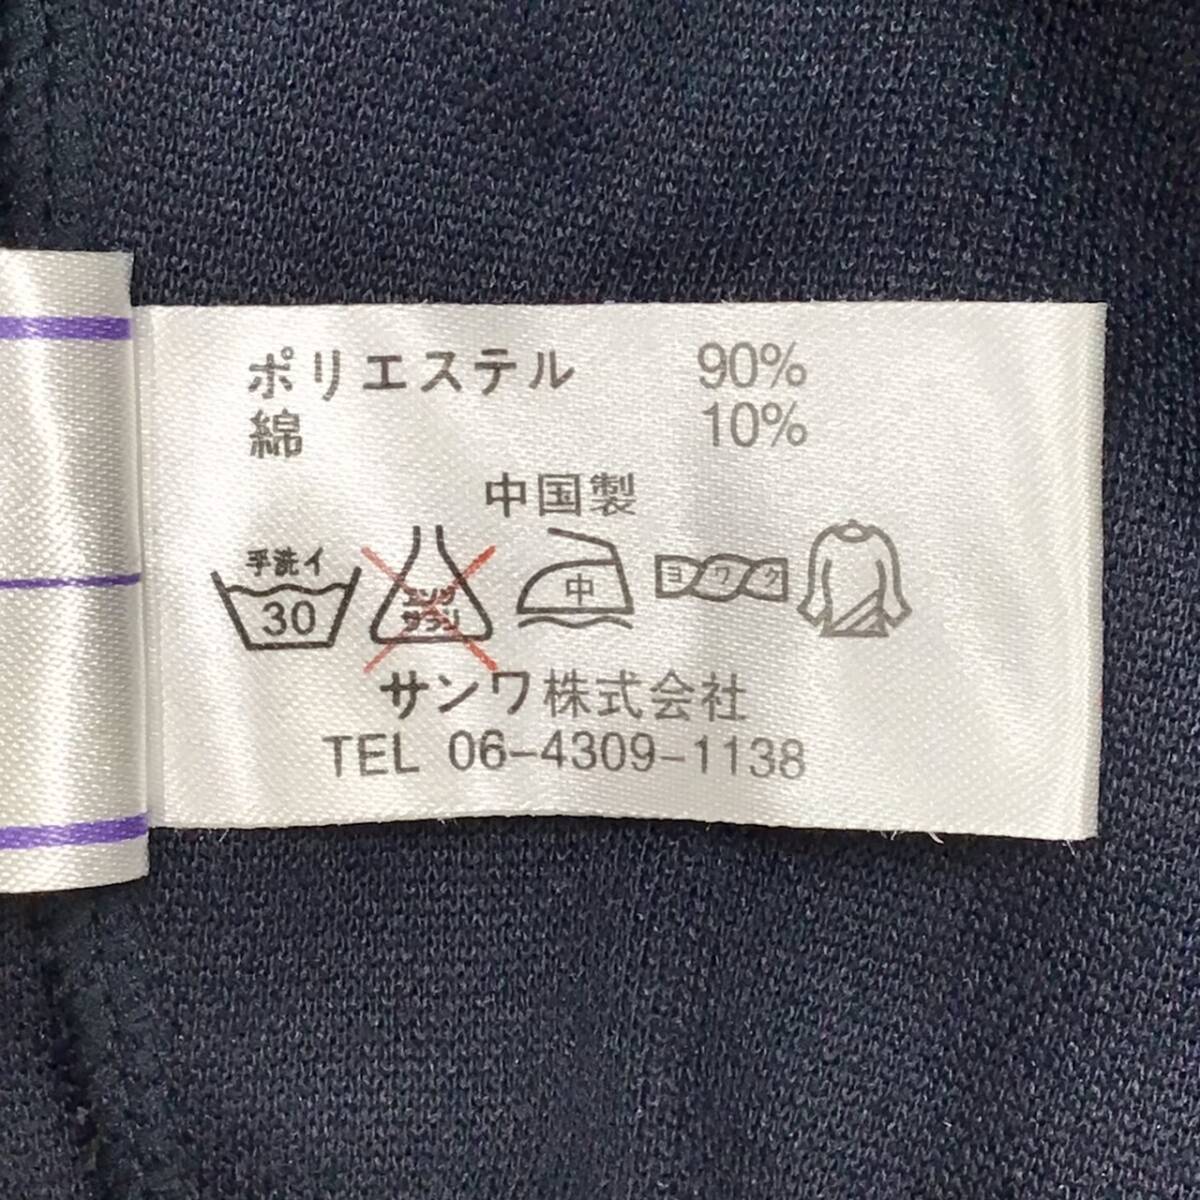 ポリエステル 90%
綿 10%
中国製
手洗イ
30
エンソ
サラシ
中
ヨワク
サンワ株式会社
TEL 06-4309-1138